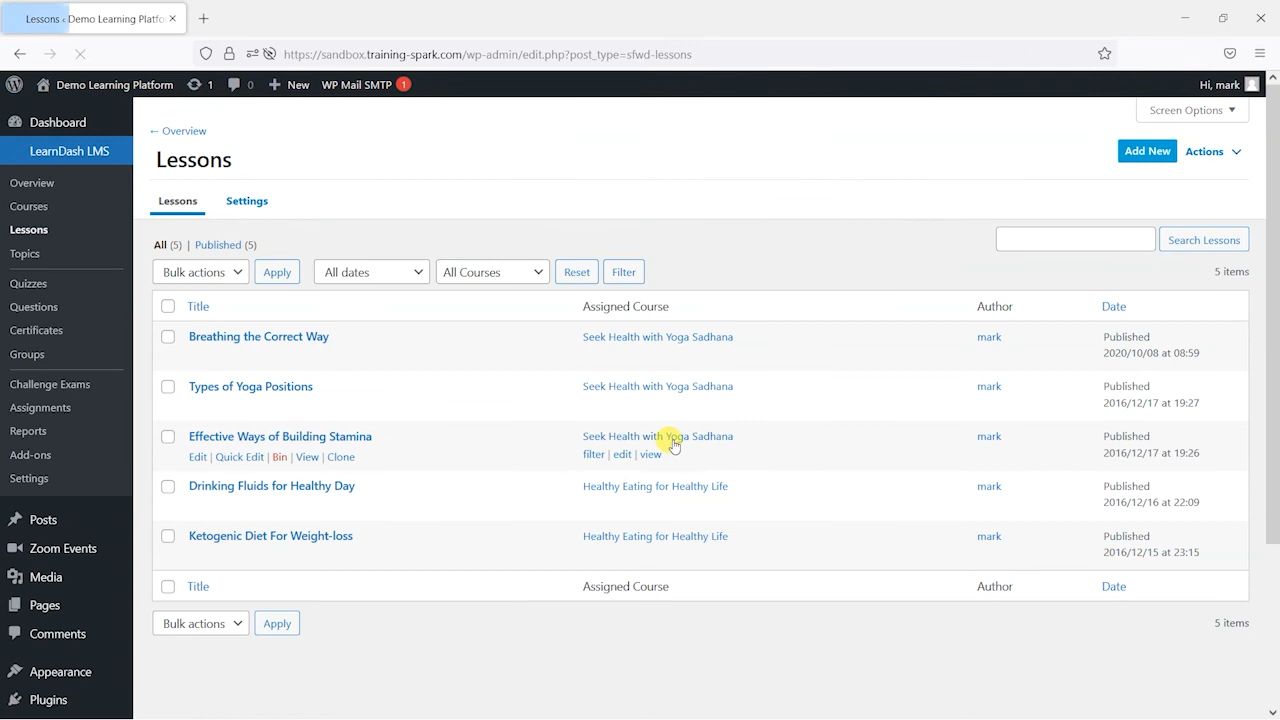 Lessons ‹ Demo Learning Platfo
https://sandbox.training-spark.com/wp-admin/edit.php?post_type=sfwd-lessons
Demo Learning Platform 1 0 New WP Mail SMTP 1 Hi, mark
Dashboard
LearnDash LMS
Overview
Courses
Lessons
Topics
Quizzes
Questions
Certificates
Groups
Challenge Exams
Assignments
Reports
Add-ons
Settings
Posts
Zoom Events
Media
Pages
Comments
Appearance
Plugins
Screen Options
← Overview
Lessons
Add New Actions
Lessons Settings
All (5) | Published (5)
Search Lessons
Bulk actions Apply All dates All Courses Reset Filter 5 items
Title Assigned Course Author Date
Breathing the Correct Way Seek Health with Yoga Sadhana mark Published
2020/10/08 at 08:59
Types of Yoga Positions Seek Health with Yoga Sadhana mark Published
2016/12/17 at 19:27
Effective Ways of Building Stamina Seek Health with Yoga Sadhana mark Published
Edit | Quick Edit | Bin | View | Clone filter | edit | view 2016/12/17 at 19:26
Drinking Fluids for Healthy Day Healthy Eating for Healthy Life mark Published
2016/12/16 at 22:09
Ketogenic Diet For Weight-loss Healthy Eating for Healthy Life mark Published
2016/12/15 at 23:15
Title Assigned Course Author Date
Bulk actions Apply 5 items